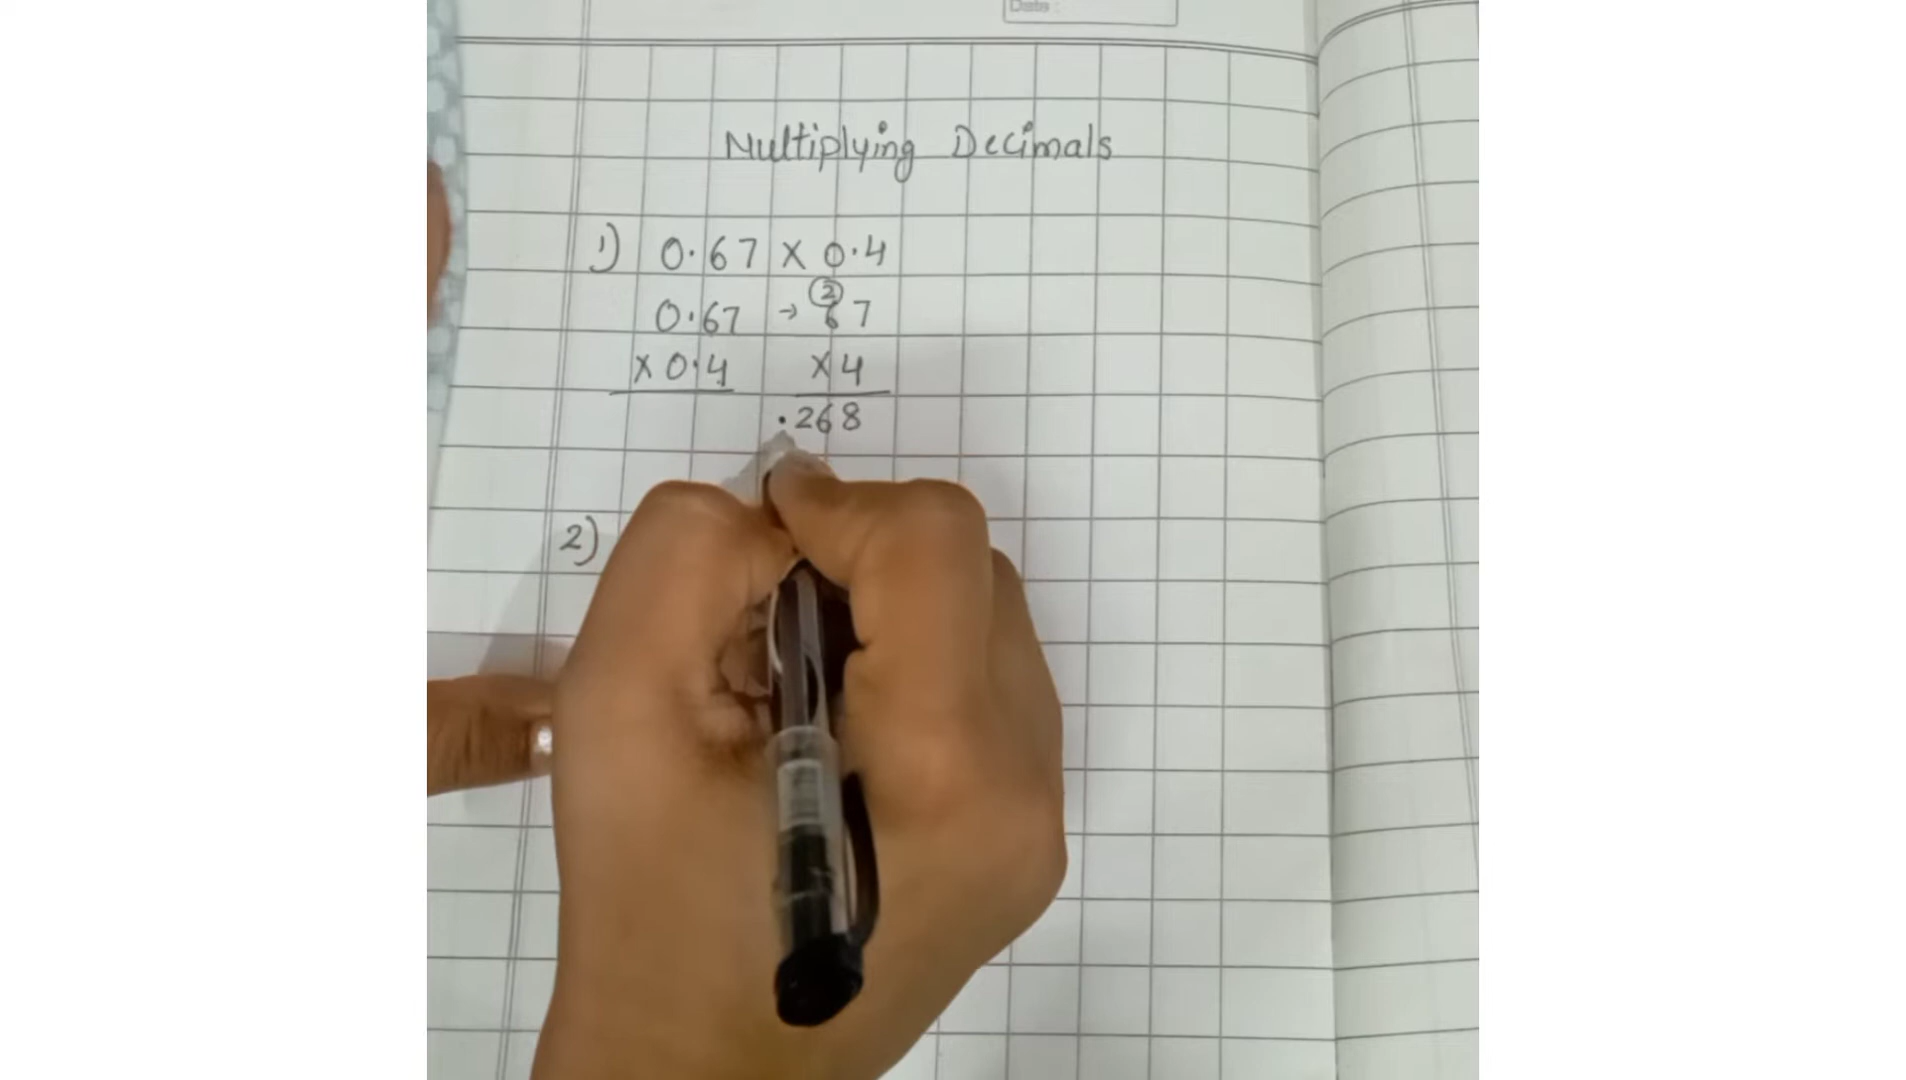 Date :
Multiplying Decimals
1) 0.67 x 0.4
0.67 → ② 67
x 0.4 x 4
.268
2)